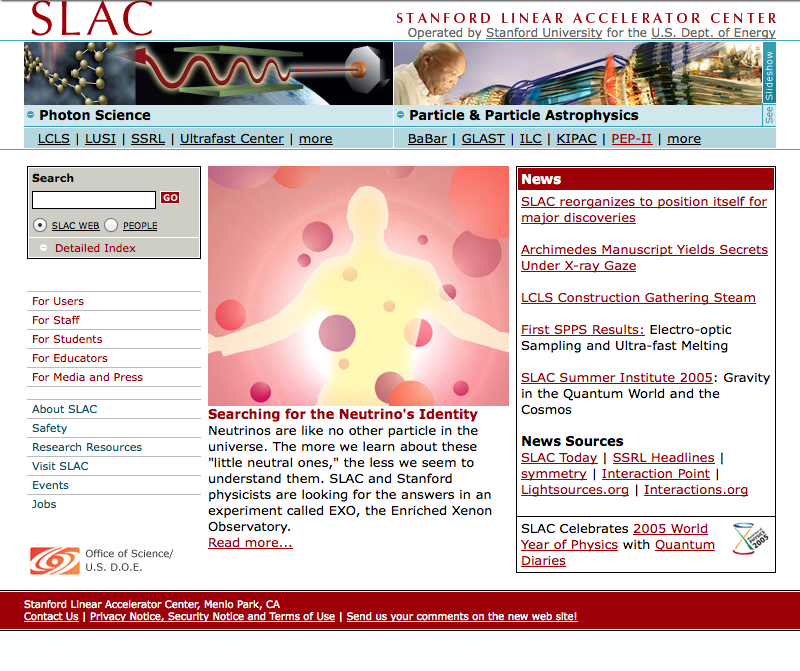 SLAC
STANFORD LINEAR ACCELERATOR CENTER
Operated by Stanford University for the U.S. Dept. of Energy
See Slideshow
Photon Science
LCLS | LUSI | SSRL | Ultrafast Center | more
Particle & Particle Astrophysics
BaBar | GLAST | ILC | KIPAC | PEP-II | more
Search
GO
SLAC WEB PEOPLE
Detailed Index
For Users
For Staff
For Students
For Educators
For Media and Press
About SLAC
Safety
Research Resources
Visit SLAC
Events
Jobs
Office of Science/
U.S. D.O.E.
Searching for the Neutrino's Identity
Neutrinos are like no other particle in the
universe. The more we learn about these
"little neutral ones," the less we seem to
understand them. SLAC and Stanford
physicists are looking for the answers in an
experiment called EXO, the Enriched Xenon
Observatory.
Read more...
News
SLAC reorganizes to position itself for
major discoveries
Archimedes Manuscript Yields Secrets
Under X-ray Gaze
LCLS Construction Gathering Steam
First SPPS Results: Electro-optic
Sampling and Ultra-fast Melting
SLAC Summer Institute 2005: Gravity
in the Quantum World and the
Cosmos
News Sources
SLAC Today | SSRL Headlines |
symmetry | Interaction Point |
Lightsources.org | Interactions.org
SLAC Celebrates 2005 World
Year of Physics with Quantum
Diaries
2005
Stanford Linear Accelerator Center, Menlo Park, CA
Contact Us | Privacy Notice, Security Notice and Terms of Use | Send us your comments on the new web site!